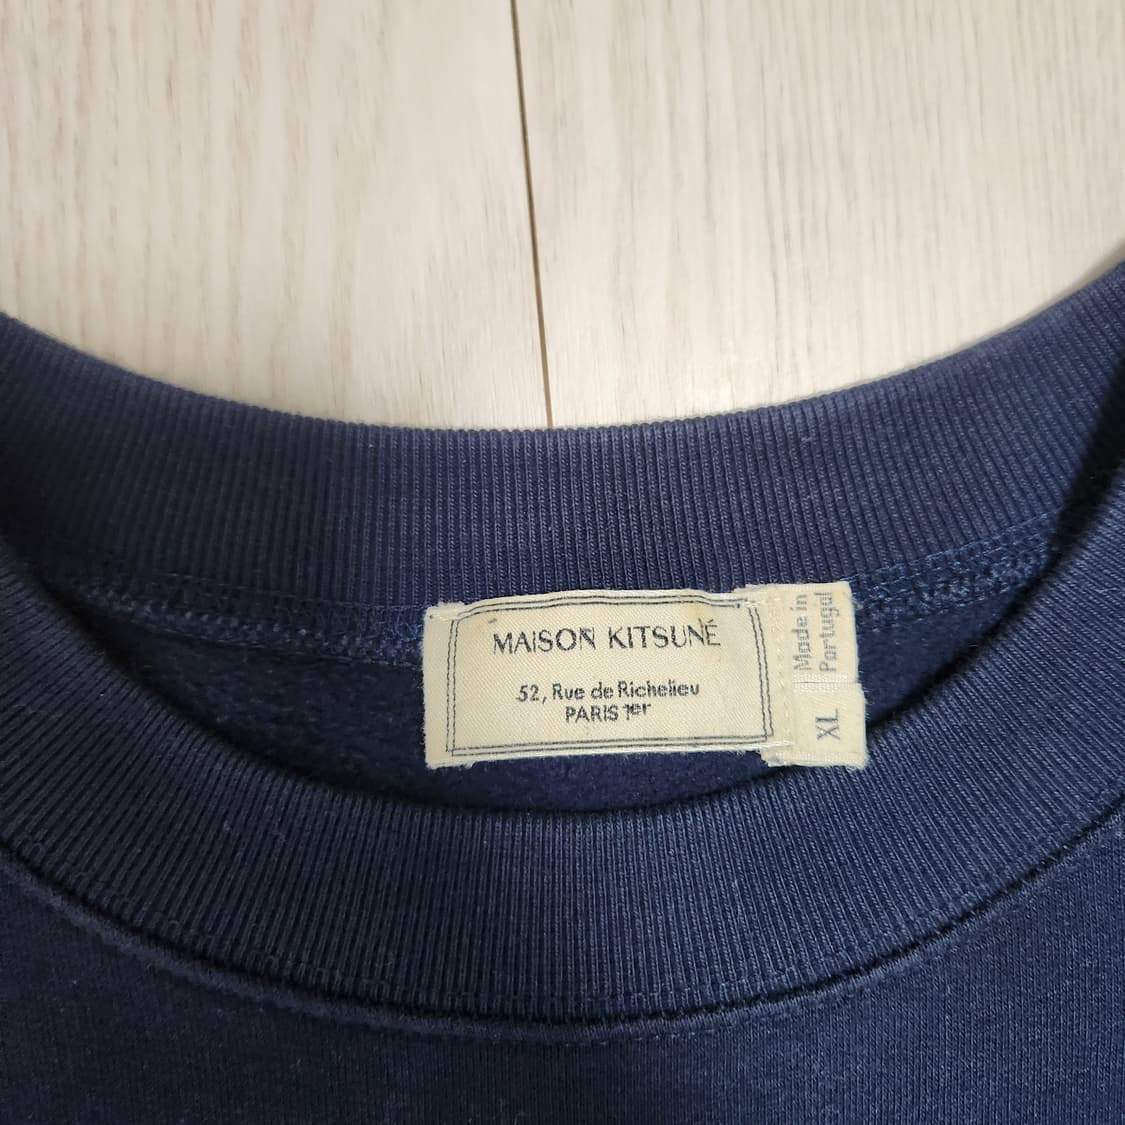 MAISON KITSUNÉ
52, Rue de Richelieu
PARIS 1er
Made in
Portugal
XL